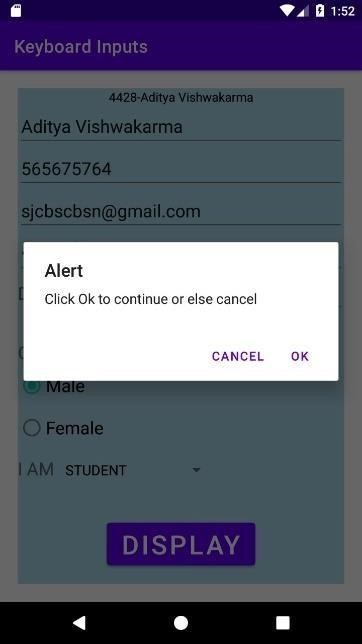 1:52
Keyboard Inputs
4428-Aditya Vishwakarma
Aditya Vishwakarma
565675764
sjcbscbsn@gmail.com
Alert
Click Ok to continue or else cancel
CANCEL OK
Male
Female
I AM STUDENT
DISPLAY